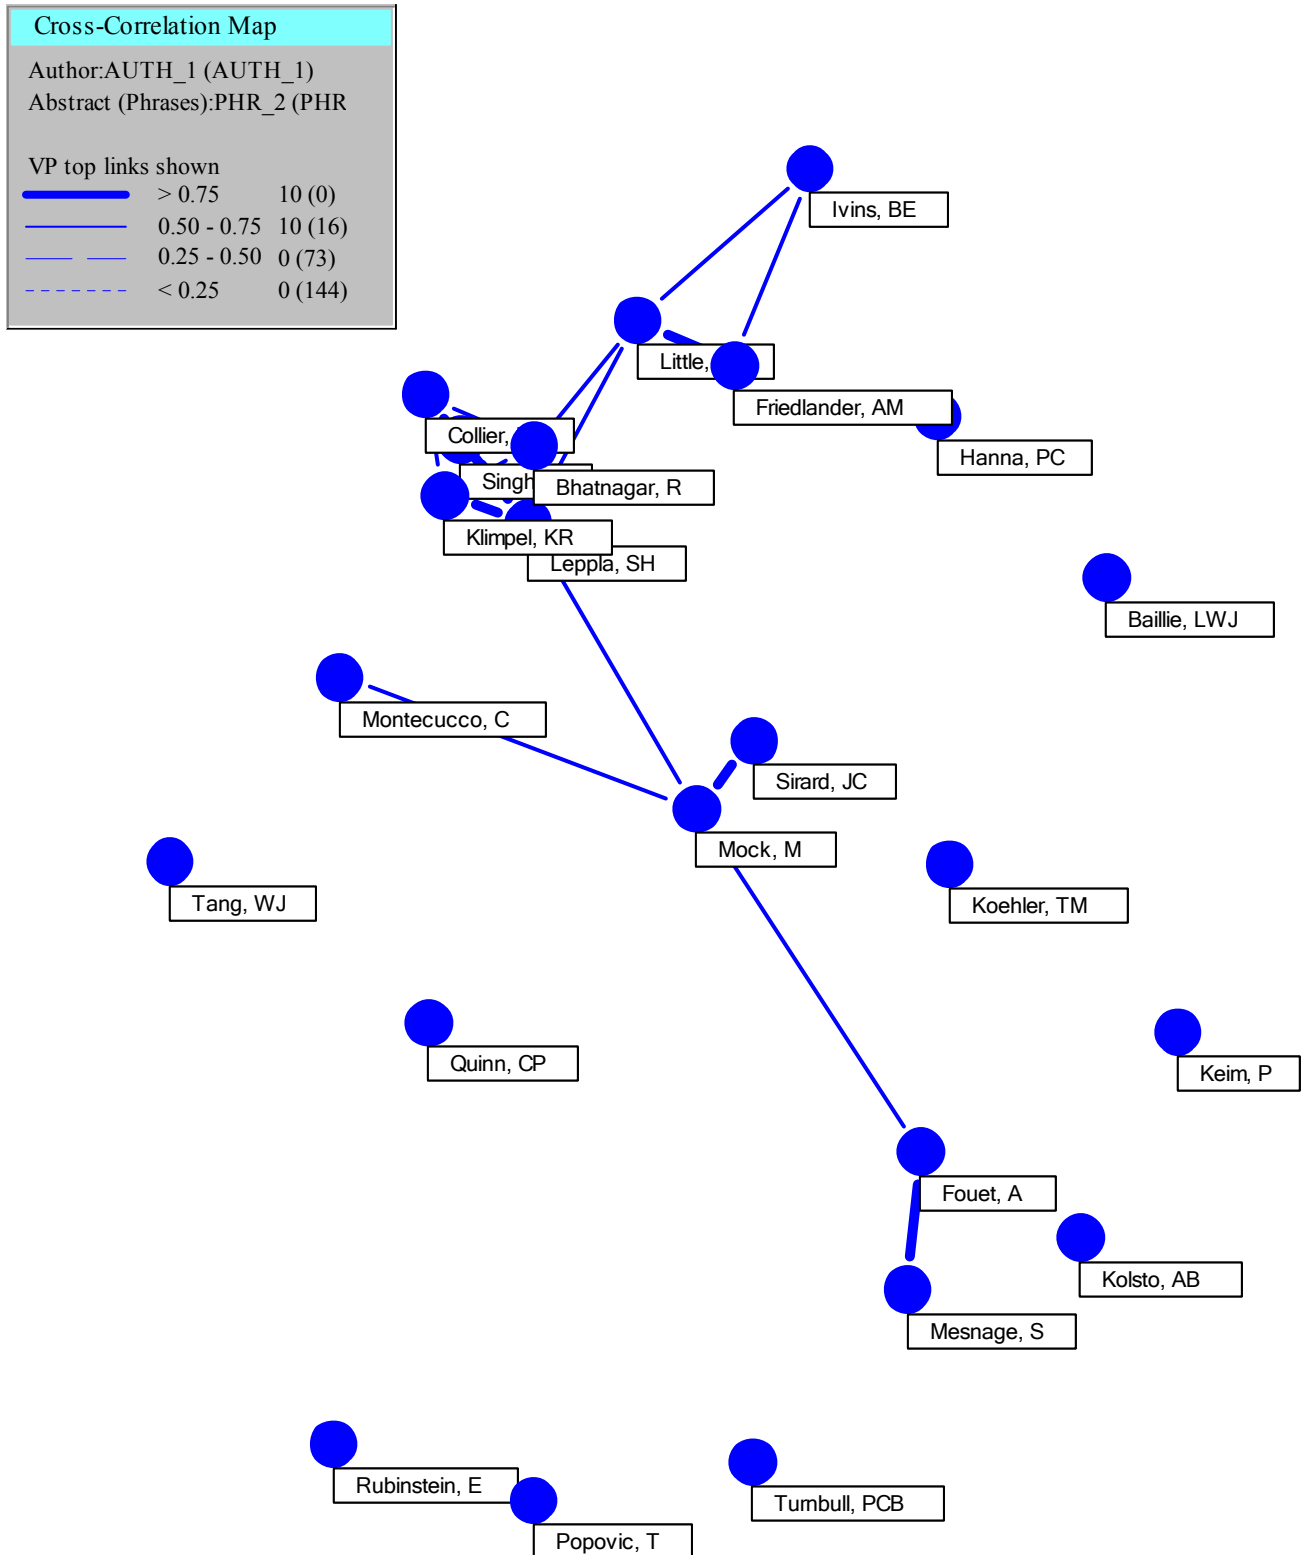 Cross-Correlation Map
Author:AUTH_1 (AUTH_1)
Abstract (Phrases):PHR_2 (PHR
VP top links shown
> 0.75 10 (0)
0.50 - 0.75 10 (16)
0.25 - 0.50 0 (73)
< 0.25 0 (144)
Ivins, BE
Little,
Friedlander, AM
Hanna, PC
Collier,
Singh
Bhatnagar, R
Klimpel, KR
Leppla, SH
Baillie, LWJ
Montecucco, C
Sirard, JC
Mock, M
Tang, WJ
Koehler, TM
Quinn, CP
Keim, P
Fouet, A
Kolsto, AB
Mesnage, S
Rubinstein, E
Turnbull, PCB
Popovic, T